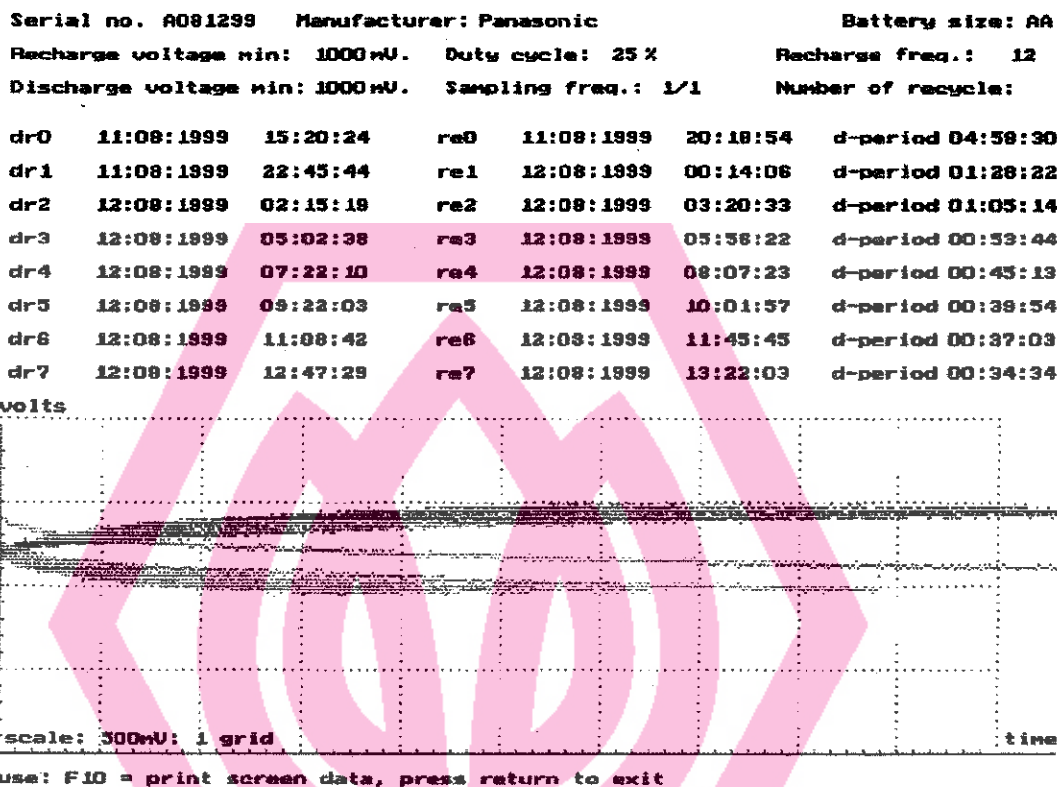 Serial no. A081299 Manufacturer: Panasonic Battery size: AA
Recharge voltage min: 1000mV. Duty cycle: 25% Recharge freq.: 12
Discharge voltage min: 1000mV. Sampling freq.: 1/1 Number of recycle:
dr0 11:08:1999 15:20:24 re0 11:08:1999 20:18:54 d-period 04:58:30
dr1 11:08:1999 22:45:44 re1 12:08:1999 00:14:06 d-period 01:28:22
dr2 12:08:1999 02:15:19 re2 12:08:1999 03:20:33 d-period 01:05:14
dr3 12:08:1999 05:02:38 re3 12:08:1999 05:56:22 d-period 00:53:44
dr4 12:08:1999 07:22:10 re4 12:08:1999 08:07:23 d-period 00:45:13
dr5 12:08:1999 09:22:03 re5 12:08:1999 10:01:57 d-period 00:39:54
dr6 12:08:1999 11:08:42 re6 12:08:1999 11:45:45 d-period 00:37:03
dr7 12:08:1999 12:47:29 re7 12:08:1999 13:22:03 d-period 00:34:34
volts
scale: 500mV: 1 grid time
use: F10 = print screen data, press return to exit